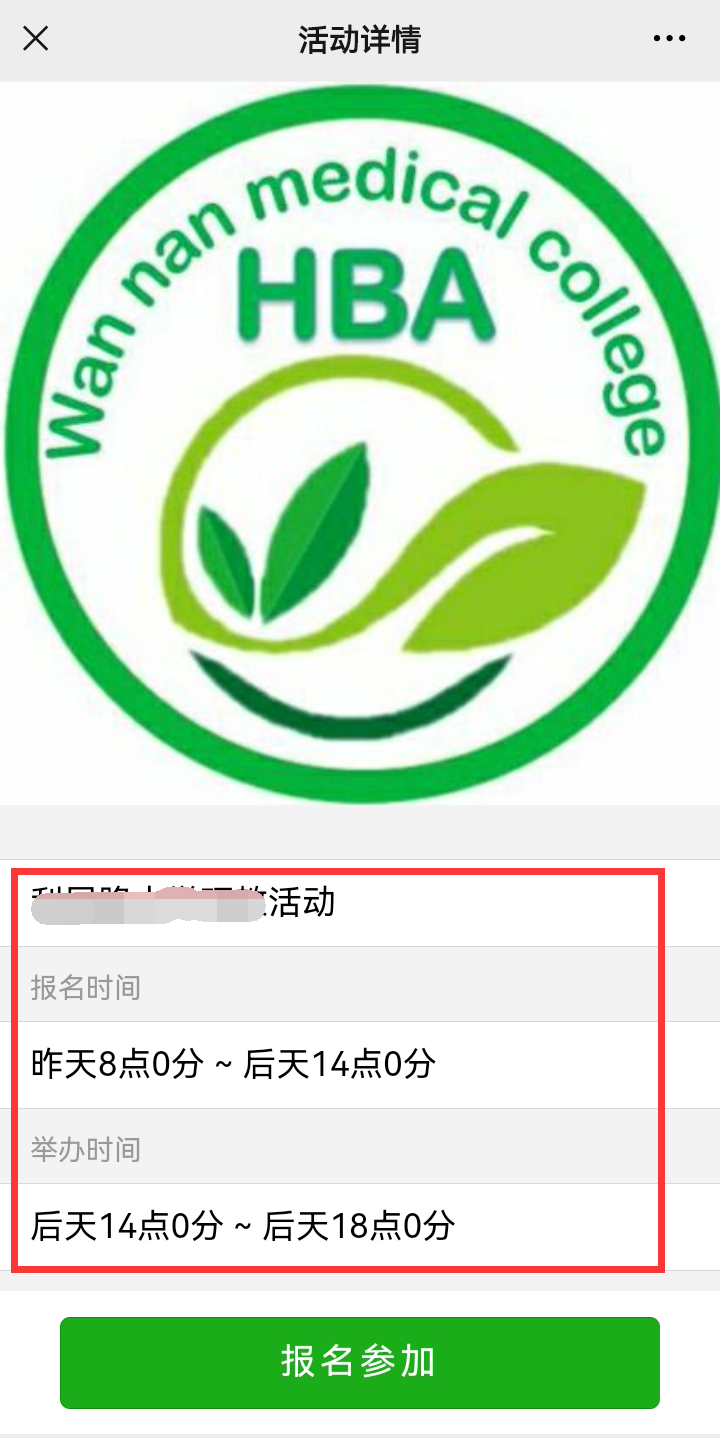 活动详情
Wan nan medical college
HBA
活动
报名时间
昨天8点0分 ~ 后天14点0分
举办时间
后天14点0分 ~ 后天18点0分
报名参加